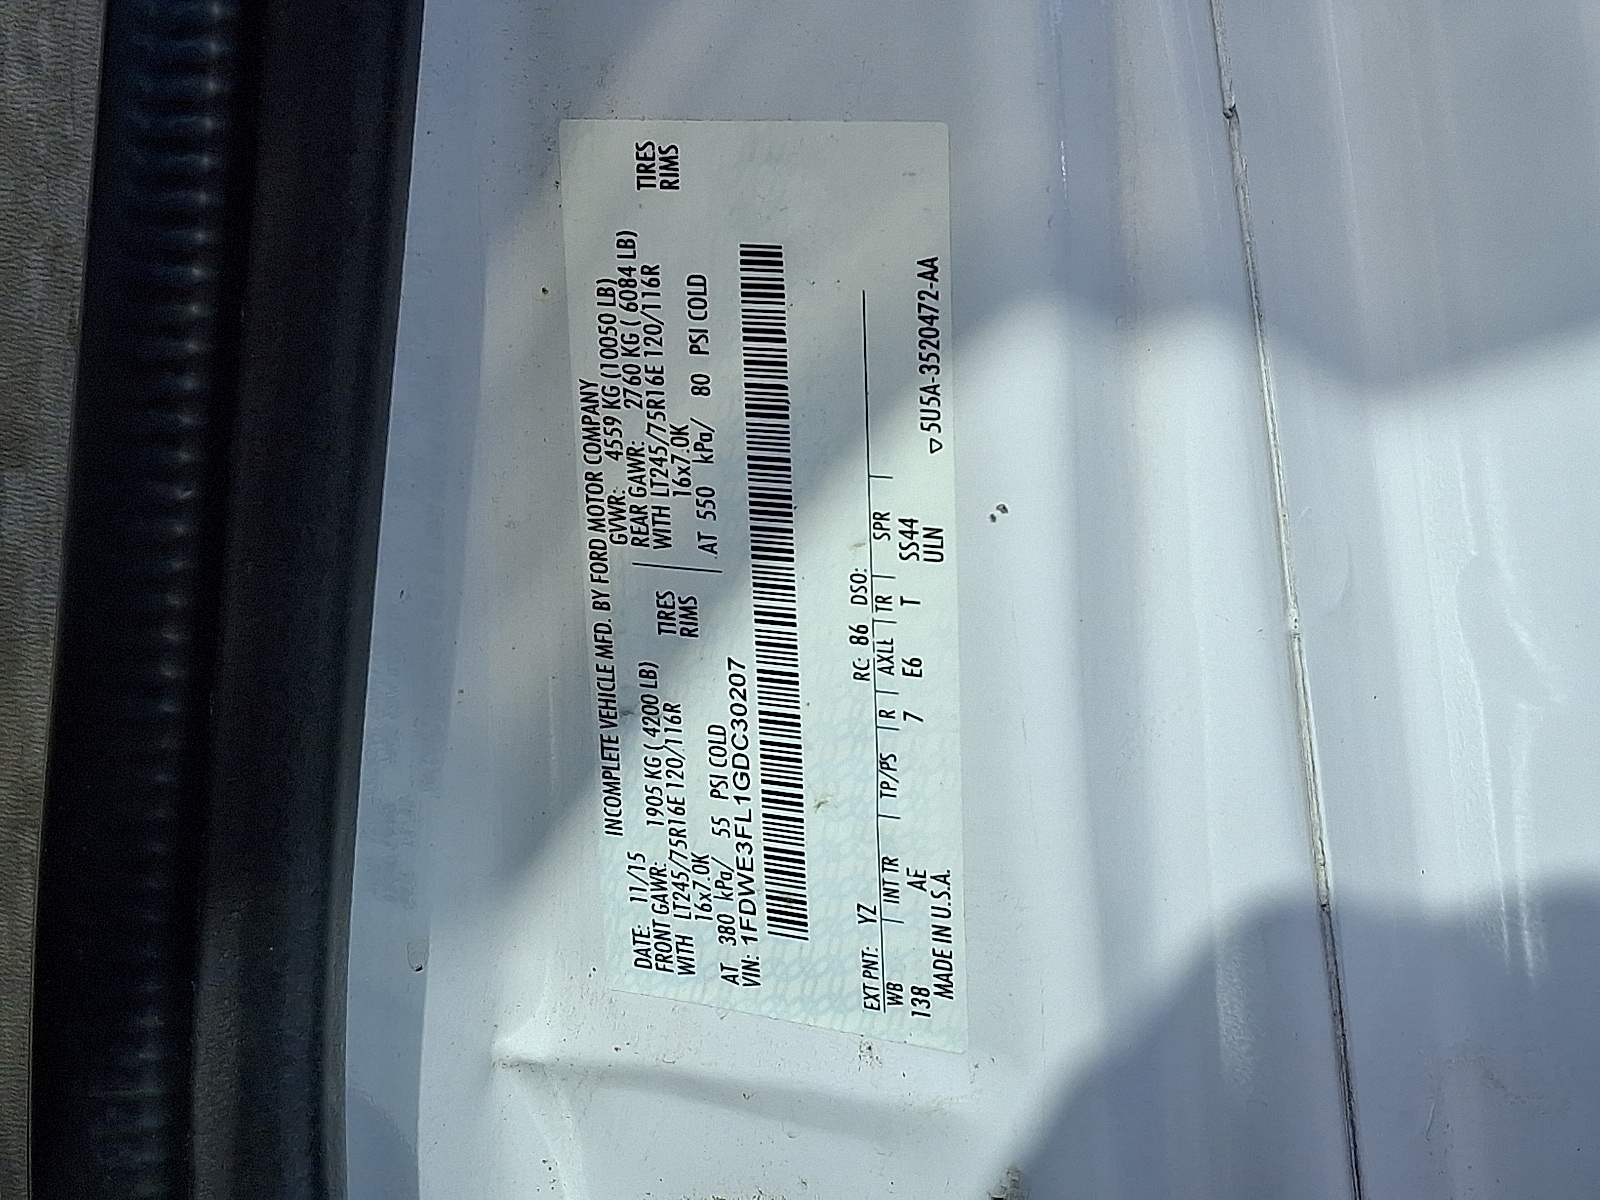 INCOMPLETE VEHICLE MFD. BY FORD MOTOR COMPANY
DATE: 11/15 GVWR: 4559 KG (10050 LB)
FRONT GAWR: 1905 KG ( 4200 LB) REAR GAWR: 2760 KG ( 6084 LB)
WITH LT245/75R16E 120/116R TIRES WITH LT245/75R16E 120/116R TIRES
16x7.0K RIMS 16x7.0K RIMS
AT 380 kPa/ 55 PSI COLD AT 550 kPa/ 80 PSI COLD
VIN: 1FDWE3FL1GDC30207
EXT PNT: YZ RC: 86 DSO:
WB INT TR TP/PS R AXLE TR SPR
138 AE 7 E6 T SS44
MADE IN U.S.A. ULN
▽5U5A-3520472-AA